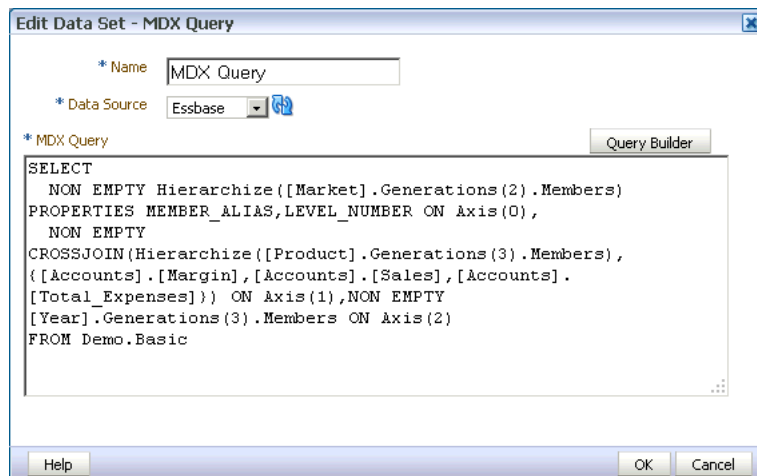 Edit Data Set - MDX Query
* Name MDX Query
* Data Source Essbase
* MDX Query Query Builder
SELECT
NON EMPTY Hierarchize([Market].Generations(2).Members)
PROPERTIES MEMBER_ALIAS,LEVEL_NUMBER ON Axis(0),
NON EMPTY
CROSSJOIN(Hierarchize([Product].Generations(3).Members),
{[Accounts].[Margin],[Accounts].[Sales],[Accounts].
[Total_Expenses]}) ON Axis(1),NON EMPTY
[Year].Generations(3).Members ON Axis(2)
FROM Demo.Basic
Help OK Cancel